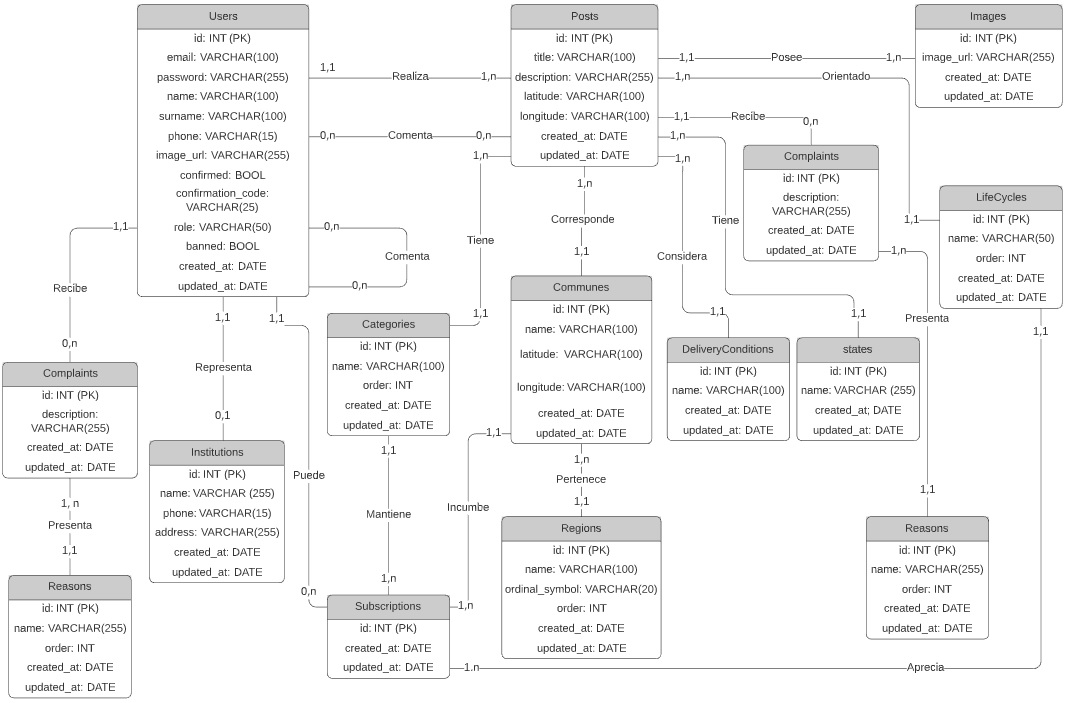 Users
id: INT (PK)
email: VARCHAR(100)
password: VARCHAR(255)
name: VARCHAR(100)
surname: VARCHAR(100)
phone: VARCHAR(15)
image_url: VARCHAR(255)
confirmed: BOOL
confirmation_code:
VARCHAR(25)
role: VARCHAR(50)
banned: BOOL
created_at: DATE
updated_at: DATE
1,1
Realiza
1,n
0,n
Comenta
0,n
0,n
Comenta
0,n
Posts
id: INT (PK)
title: VARCHAR(100)
description: VARCHAR(255)
latitude: VARCHAR(100)
longitude: VARCHAR(100)
created_at: DATE
updated_at: DATE
1,1
Posee
1,n
1,n
Orientado
1,1
1,1
Recibe
0,n
1,n
Tiene
1,1
1,n
Considera
1,1
1,n
Corresponde
1,1
1,n
Tiene
1,1
Images
id: INT (PK)
image_url: VARCHAR(255)
created_at: DATE
updated_at: DATE
Complaints
id: INT (PK)
description:
VARCHAR(255)
created_at: DATE
updated_at: DATE
1,n
Presenta
1,1
LifeCycles
id: INT (PK)
name: VARCHAR(50)
order: INT
created_at: DATE
updated_at: DATE
1,1
1,1
Recibe
0,n
1,1
Representa
0,1
1,1
Puede
0,n
Categories
id: INT (PK)
name: VARCHAR(100)
order: INT
created_at: DATE
updated_at: DATE
1,1
Mantiene
1,n
Communes
id: INT (PK)
name: VARCHAR(100)
latitude: VARCHAR(100)
longitude: VARCHAR(100)
created_at: DATE
updated_at: DATE
1,1
Incumbe
1,n
1,n
Pertenece
1,1
DeliveryConditions
id: INT (PK)
name: VARCHAR(100)
created_at: DATE
updated_at: DATE
states
id: INT (PK)
name: VARCHAR (255)
created_at; DATE
updated_at: DATE
Complaints
id: INT (PK)
description:
VARCHAR(255)
created_at: DATE
updated_at: DATE
1, n
Presenta
1,1
Institutions
id: INT (PK)
name: VARCHAR (255)
phone: VARCHAR(15)
address: VARCHAR(255)
created_at: DATE
updated_at: DATE
Reasons
id: INT (PK)
name: VARCHAR(255)
order: INT
created_at: DATE
updated_at: DATE
Subscriptions
id: INT (PK)
created_at: DATE
updated_at: DATE
1.n
Aprecia
Regions
id: INT (PK)
name: VARCHAR(100)
ordinal_symbol: VARCHAR(20)
order: INT
created_at: DATE
updated_at: DATE
Reasons
id: INT (PK)
name: VARCHAR(255)
order: INT
created_at: DATE
updated_at: DATE